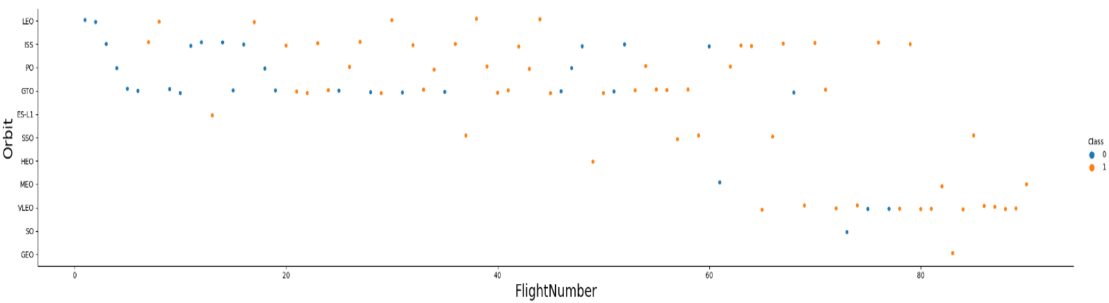 LEO
ISS
PO
GTO
ES-L1
SSO
HEO
MEO
VLEO
SO
GEO
Orbit
0 20 40 60 80
FlightNumber
Class
0
1